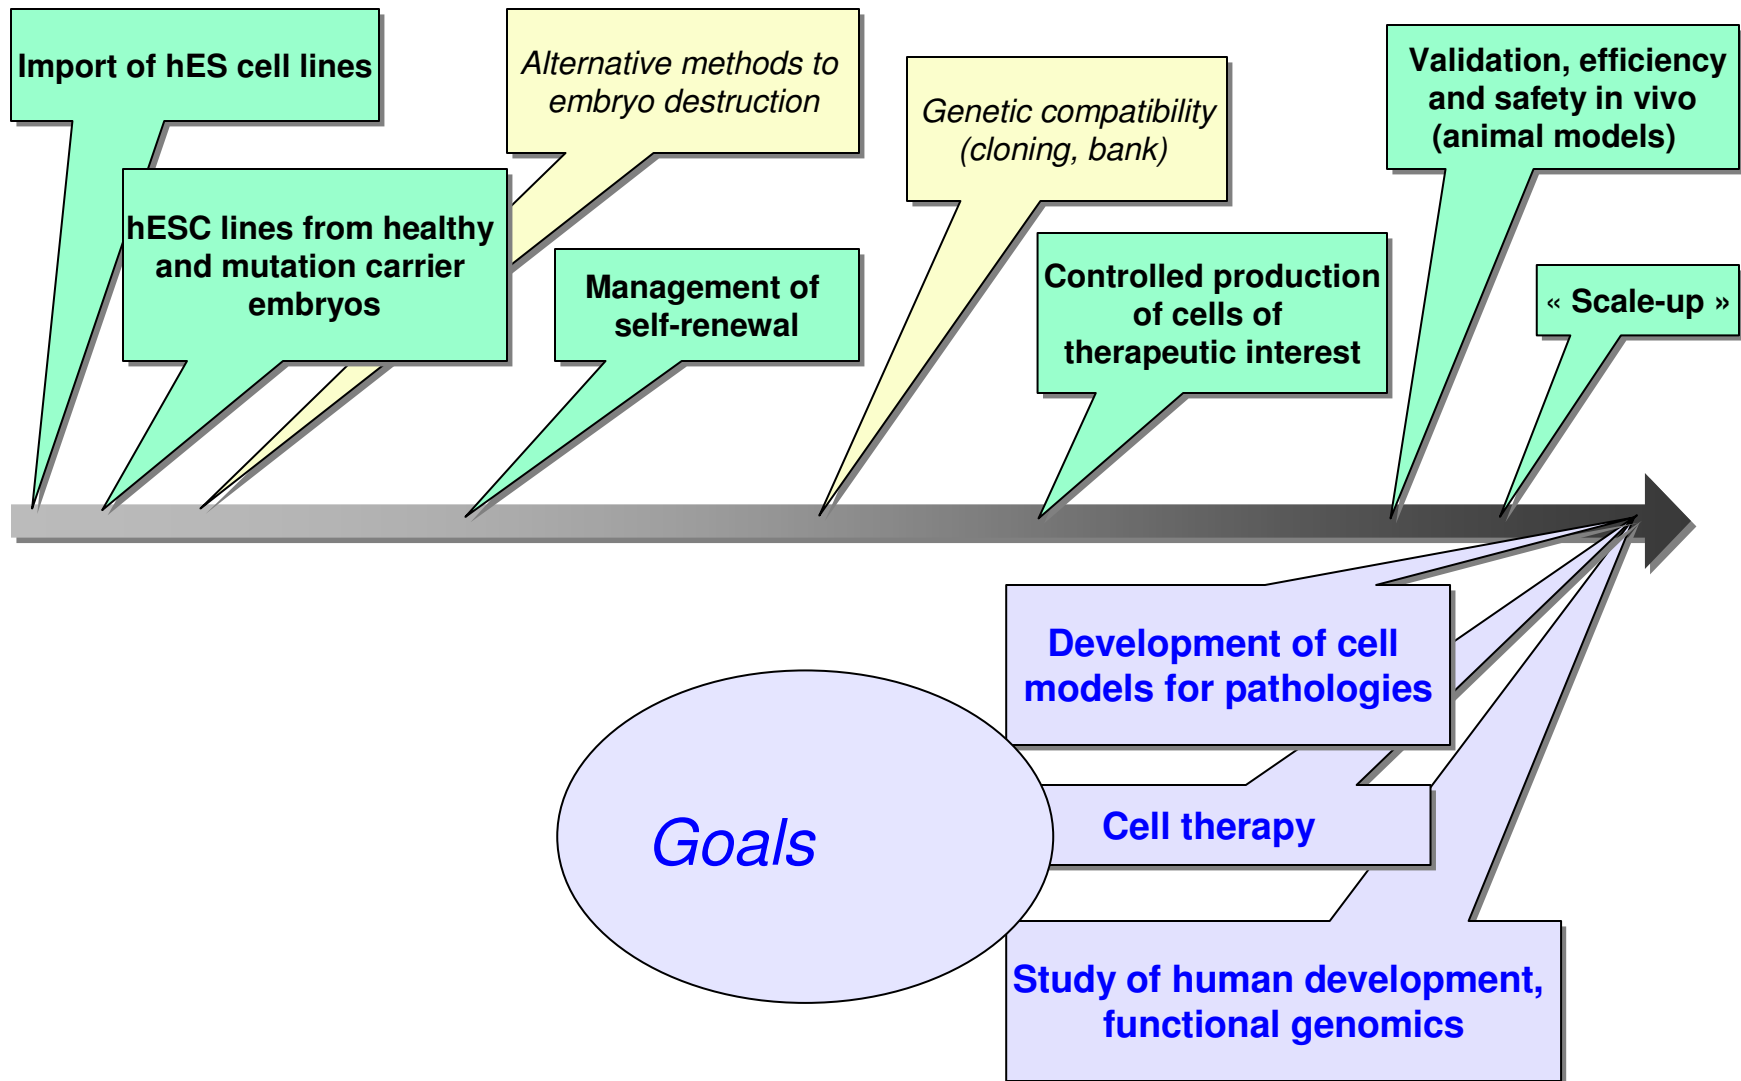 Import of hES cell lines
Alternative methods to
embryo destruction
Genetic compatibility
(cloning, bank)
Validation, efficiency
and safety in vivo
(animal models)
hESC lines from healthy
and mutation carrier
embryos
Management of
self-renewal
Controlled production
of cells of
therapeutic interest
« Scale-up »
Development of cell
models for pathologies
Goals
Cell therapy
Study of human development,
functional genomics